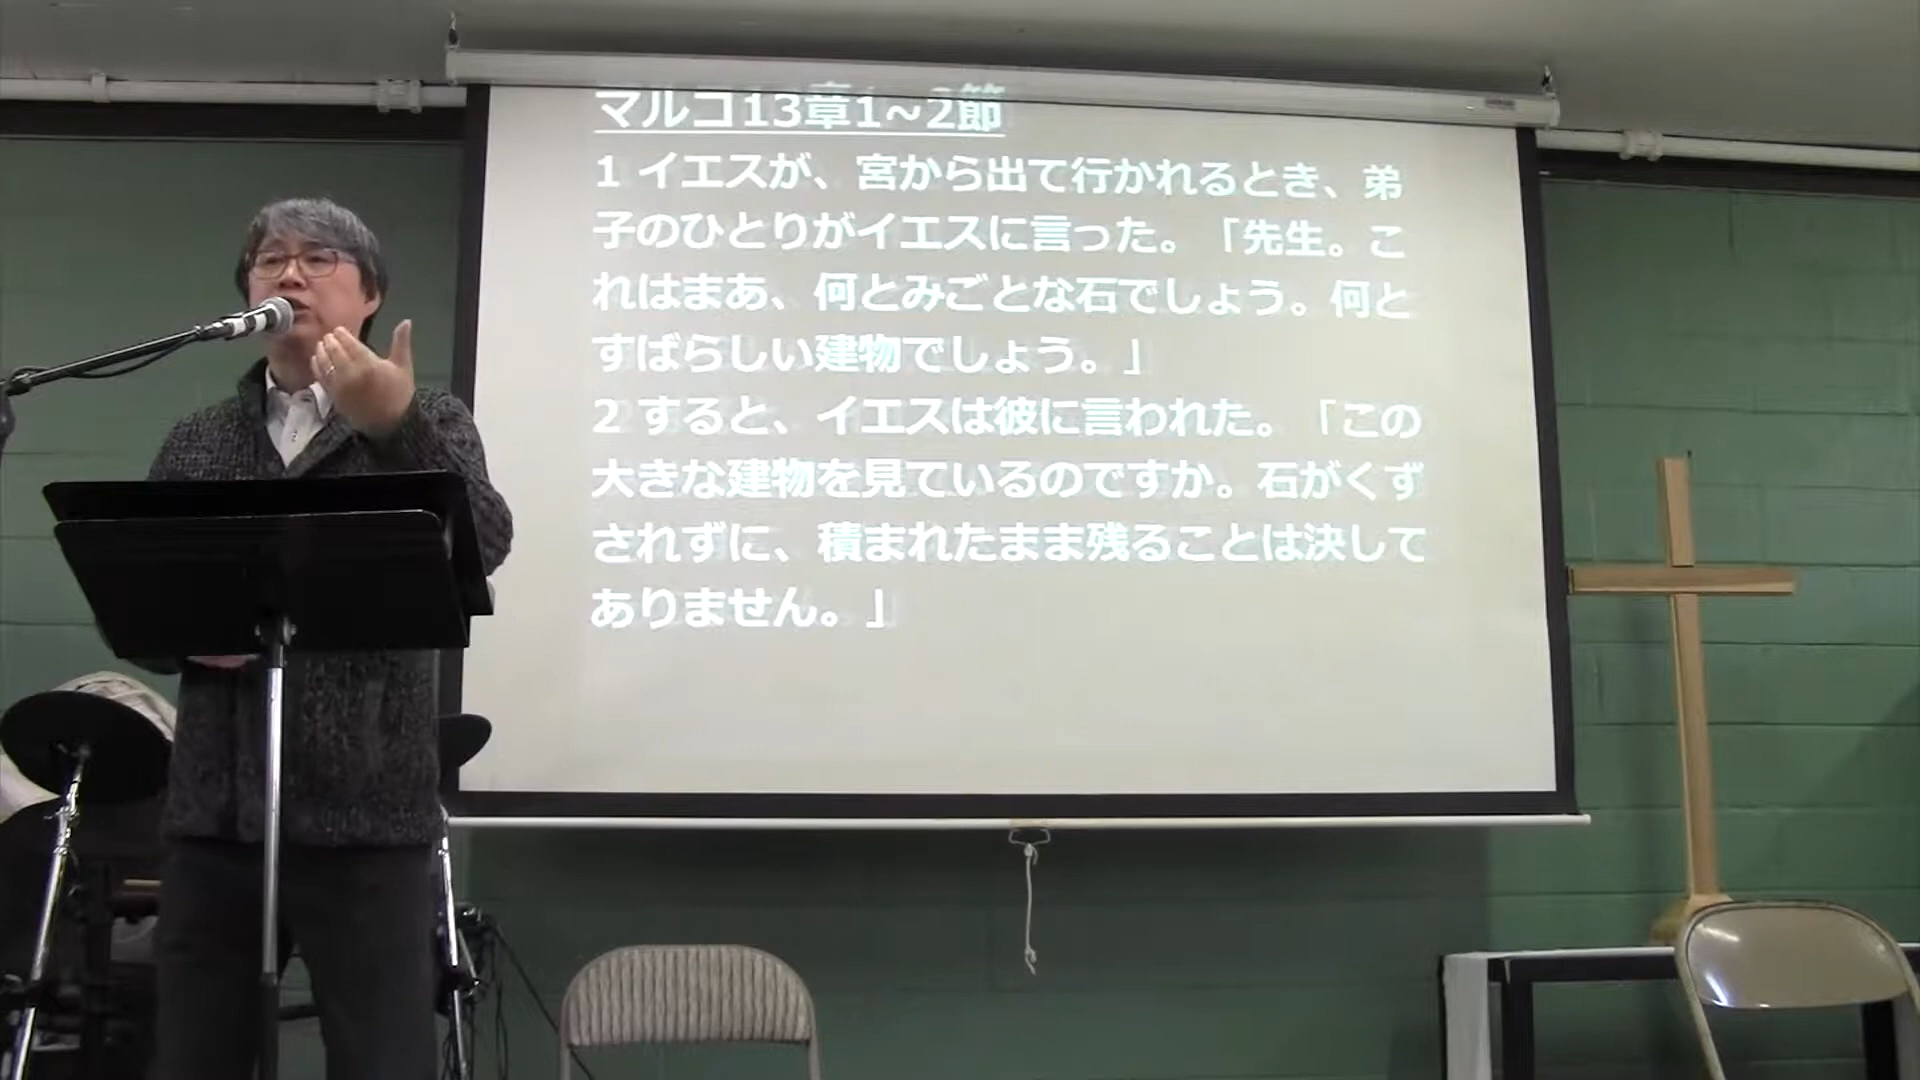 マルコ13章1~2節
1 イエスが、宮から出て行かれるとき、弟
子のひとりがイエスに言った。「先生。こ
れはまあ、何とみごとな石でしょう。何と
すばらしい建物でしょう。」
2 すると、イエスは彼に言われた。「この
大きな建物を見ているのですか。石がくず
されずに、積まれたまま残ることは決して
ありません。」